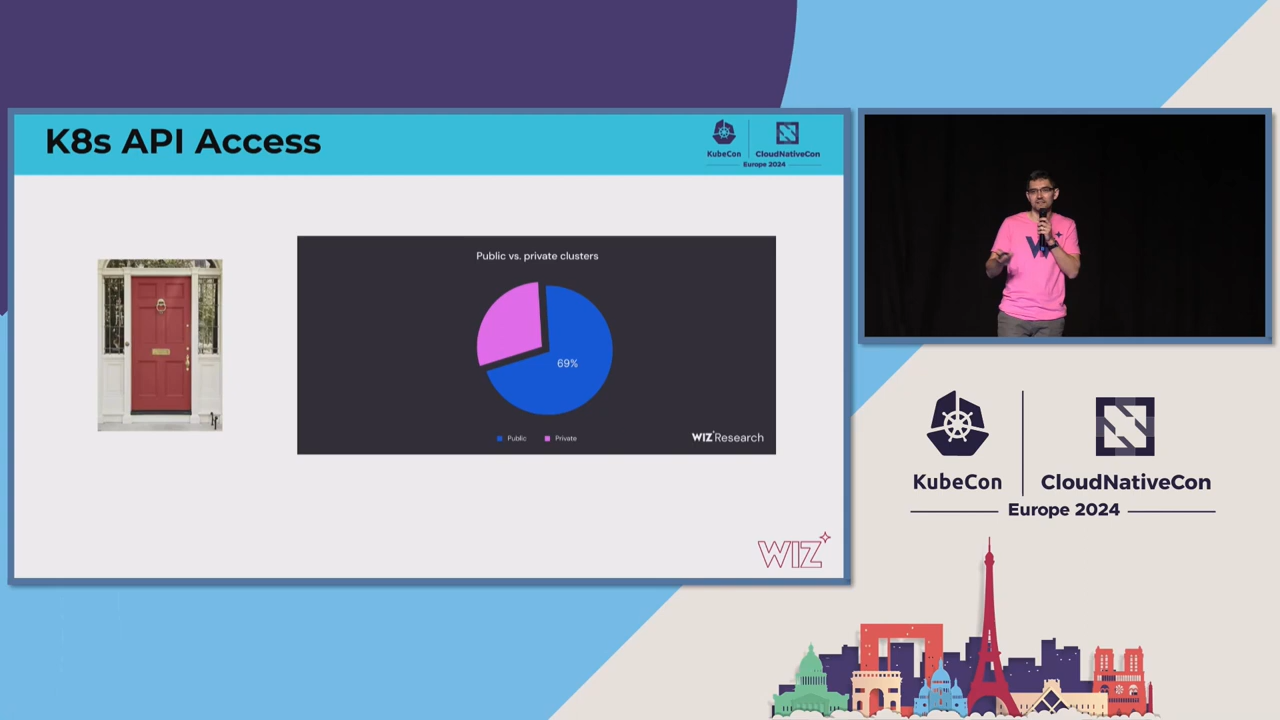 K8s API Access
KubeCon
CloudNativeCon
Europe 2024
Public vs. private clusters
69%
Public
Private
WIZ Research
WIZ
W
KubeCon
CloudNativeCon
Europe 2024